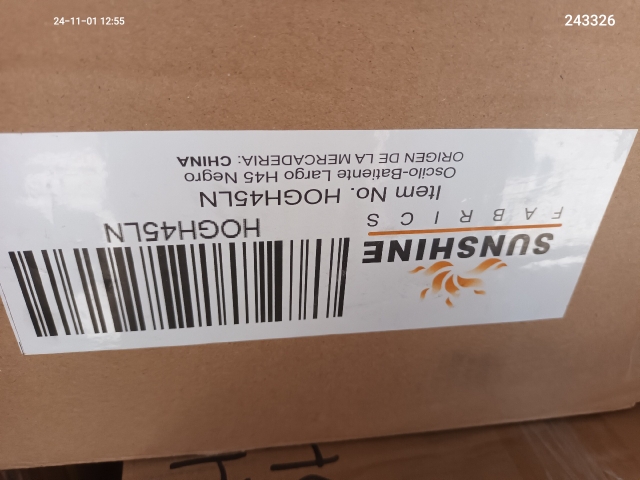 24-11-01 12:55
243326
SUNSHINE
FABRICS
HOGH45LN
Item No. HOGH45LN
Oscilo-Batiente Largo H45 Negro
ORIGEN DE LA MERCADERIA: CHINA